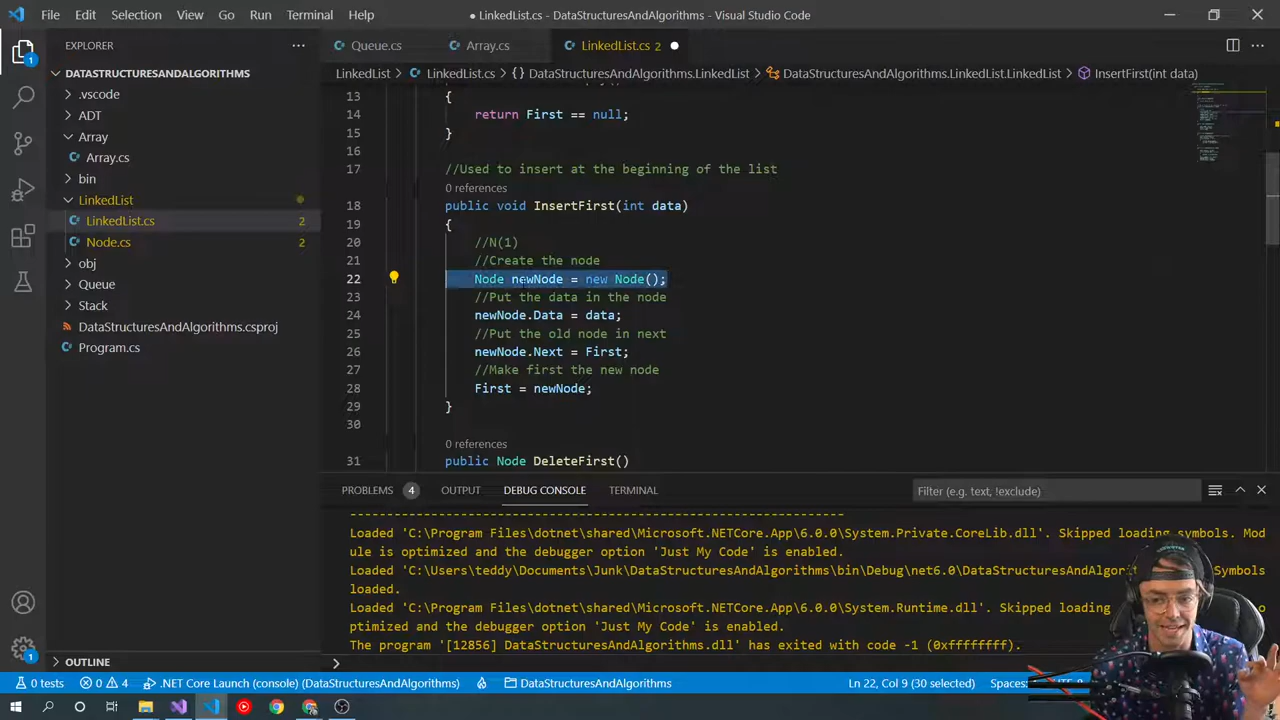 File Edit Selection View Go Run Terminal Help
● LinkedList.cs - DataStructuresAndAlgorithms - Visual Studio Code
EXPLORER
Queue.cs
Array.cs
LinkedList.cs 2
DATASTRUCTURESANDALGORITHMS
LinkedList > LinkedList.cs > {} DataStructuresAndAlgorithms.LinkedList > DataStructuresAndAlgorithms.LinkedList.LinkedList > InsertFirst(int data)
.vscode
ADT
Array
Array.cs
bin
LinkedList
LinkedList.cs 2
Node.cs 2
obj
Queue
Stack
DataStructuresAndAlgorithms.csproj
Program.cs
13 {
14 return First == null;
15 }
16
17 //Used to insert at the beginning of the list
0 references
18 public void InsertFirst(int data)
19 {
20 //N(1)
21 //Create the node
22 Node newNode = new Node();
23 //Put the data in the node
24 newNode.Data = data;
25 //Put the old node in next
26 newNode.Next = First;
27 //Make first the new node
28 First = newNode;
29 }
30
0 references
31 public Node DeleteFirst()
PROBLEMS 4 OUTPUT DEBUG CONSOLE TERMINAL
Filter (e.g. text, !exclude)
Loaded 'C:\Program Files\dotnet\shared\Microsoft.NETCore.App\6.0.0\System.Private.CoreLib.dll'. Skipped loading symbols. Mod
ule is optimized and the debugger option 'Just My Code' is enabled.
Loaded 'C:\Users\teddy\Documents\Junk\DataStructuresAndAlgorithms\bin\Debug\net6.0\DataStructuresAndAlgor Symbols
loaded.
Loaded 'C:\Program Files\dotnet\shared\Microsoft.NETCore.App\6.0.0\System.Runtime.dll'. Skipped loading
ptimized and the debugger option 'Just My Code' is enabled.
The program '[12856] DataStructuresAndAlgorithms.dll' has exited with code -1 (0xffffffff).
OUTLINE
0 tests 0 4 .NET Core Launch (console) (DataStructuresAndAlgorithms) DataStructuresAndAlgorithms Ln 22, Col 9 (30 selected) Spaces: